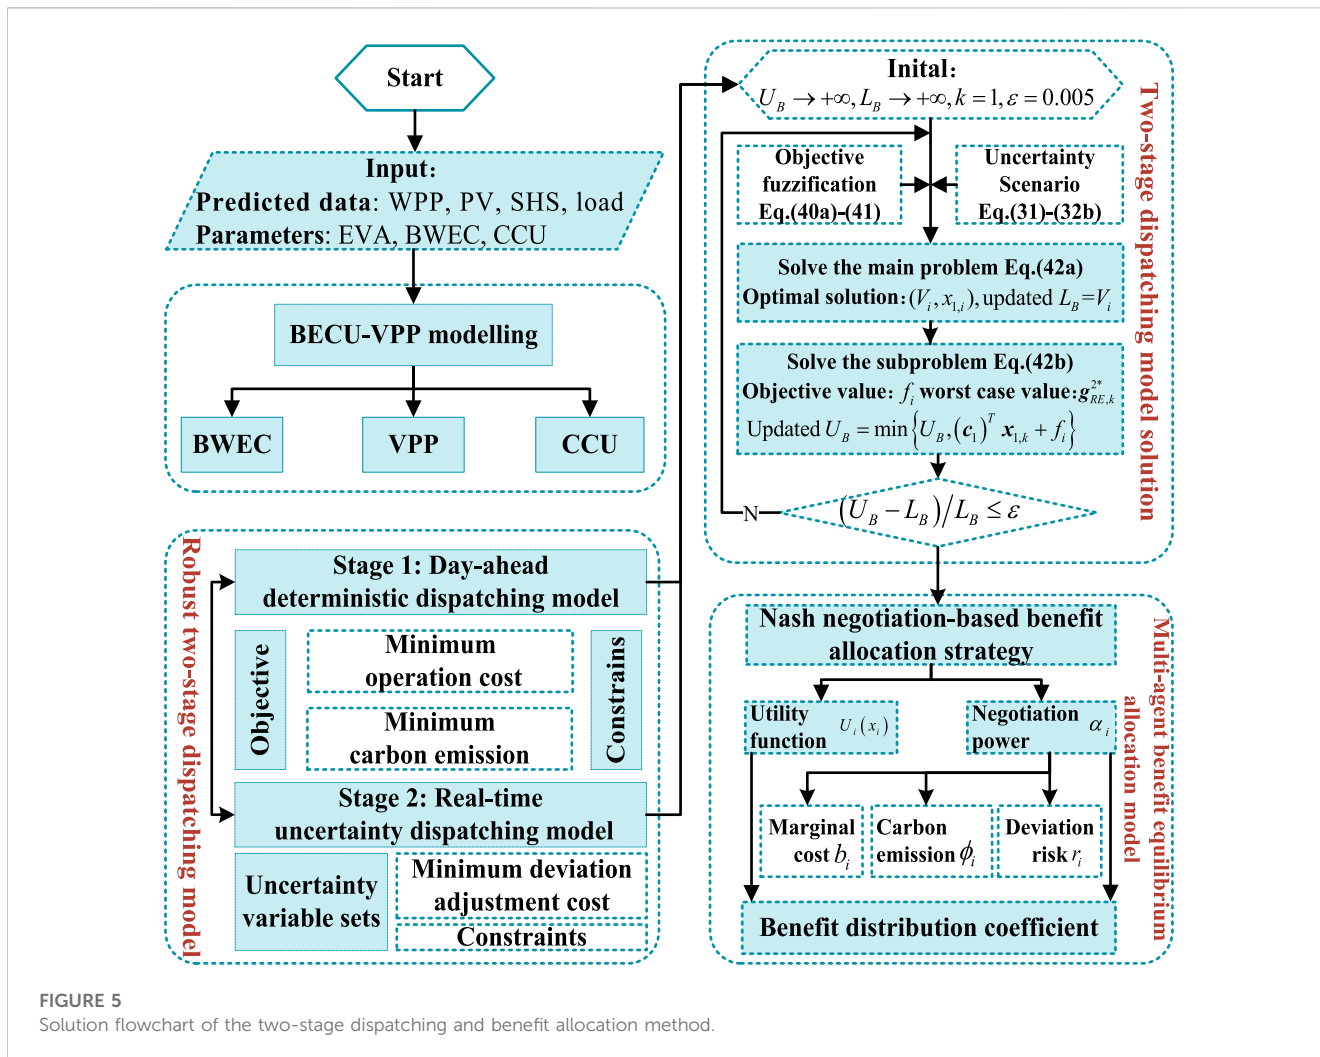 Start
Input:
Predicted data: WPP, PV, SHS, load
Parameters: EVA, BWEC, CCU
BECU-VPP modelling
BWEC
VPP
CCU
Robust two-stage dispatching model
Stage 1: Day-ahead
deterministic dispatching model
Objective
Minimum
operation cost
Minimum
carbon emission
Constrains
Stage 2: Real-time
uncertainty dispatching model
Uncertainty
variable sets
Minimum deviation
adjustment cost
Constraints
Two-stage dispatching model solution
Inital:
U_B → +∞, L_B → +∞, k = 1, ε = 0.005
Objective
fuzzification
Eq.(40a)-(41)
Uncertainty
Scenario
Eq.(31)-(32b)
Solve the main problem Eq.(42a)
Optimal solution: (V_i, x_{1,i}), updated L_B = V_i
Solve the subproblem Eq.(42b)
Objective value: f_i worst case value: g_{RE,k}^{2*}
Updated U_B = min{U_B, (c_1)^T x_{1,k} + f_i}
(U_B − L_B)/L_B ≤ ε
N
Multi-agent benefit equilibrium
allocation model
Nash negotiation-based benefit
allocation strategy
Utility
function U_i(x_i)
Negotiation
power α_i
Marginal
cost b_i
Carbon
emission ϕ_i
Deviation
risk r_i
Benefit distribution coefficient
FIGURE 5
Solution flowchart of the two-stage dispatching and benefit allocation method.